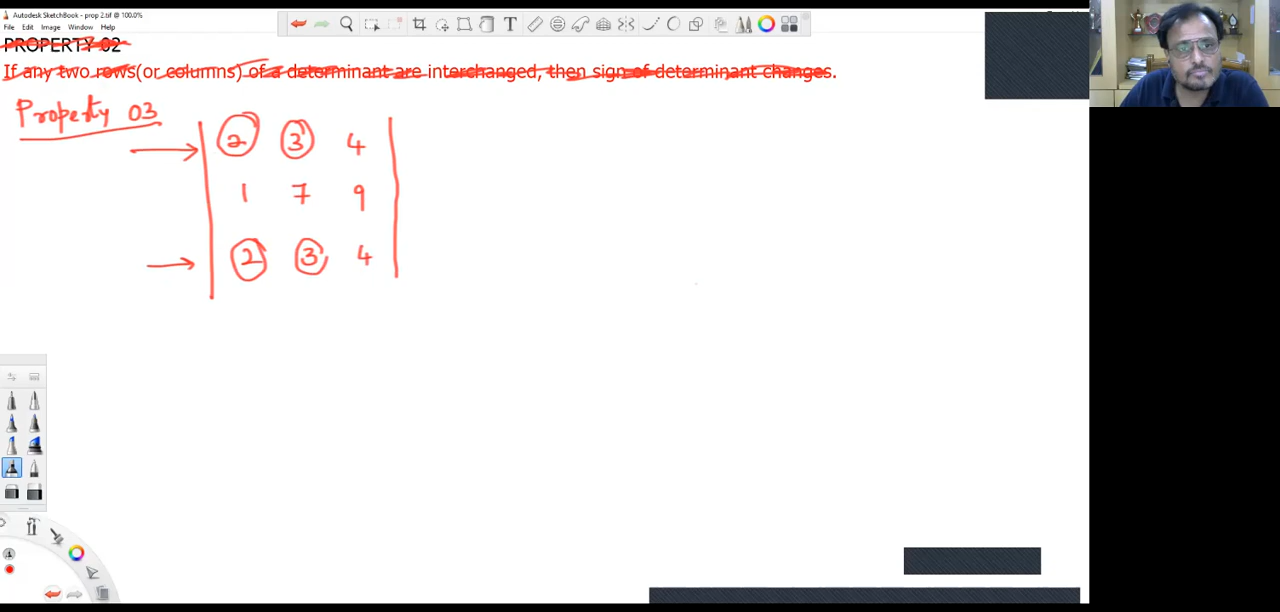 Autodesk SketchBook - prop 2.tif @ 100.0%
File Edit Image Window Help
T
PROPERTY 02
If any two rows(or columns) of a determinant are interchanged, then sign of determinant changes.
Property 03
2 3 4
1 7 9
2 3 4